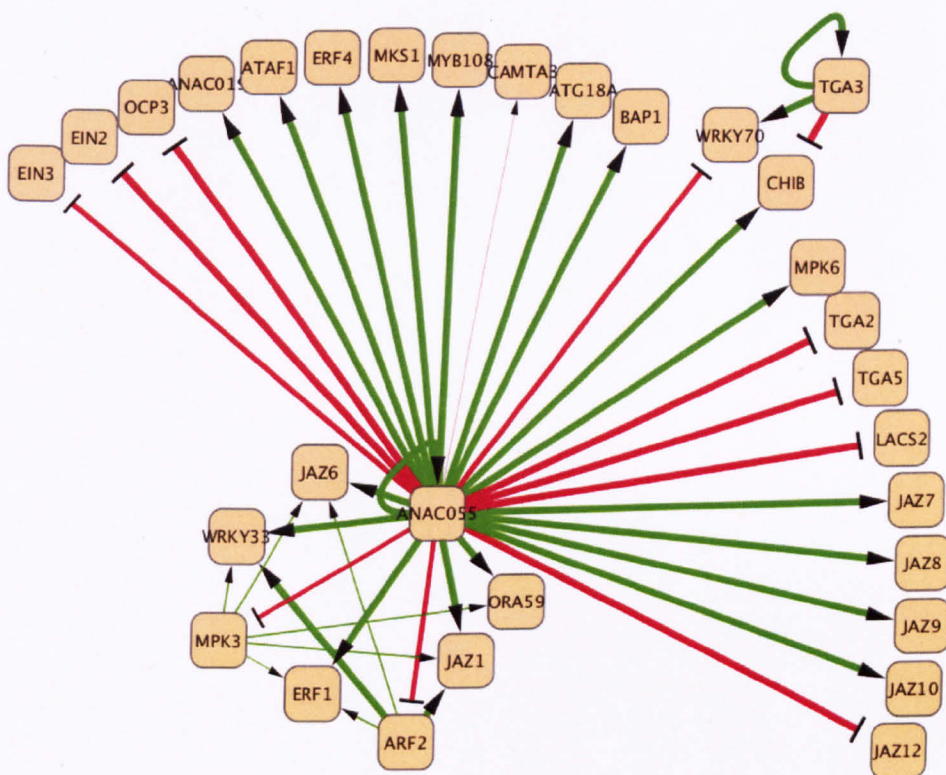 MKS1
MYB108
ERF4
ATAF1
CAMTA3
ANAC019
ATG18A
TGA3
OCP3
BAP1
EIN2
WRKY70
EIN3
CHIB
MPK6
TGA2
TGA5
LACS2
JAZ6
JAZ7
ANAC055
WRKY33
JAZ8
ORA59
JAZ9
MPK3
JAZ1
JAZ10
ERF1
ARF2
JAZ12